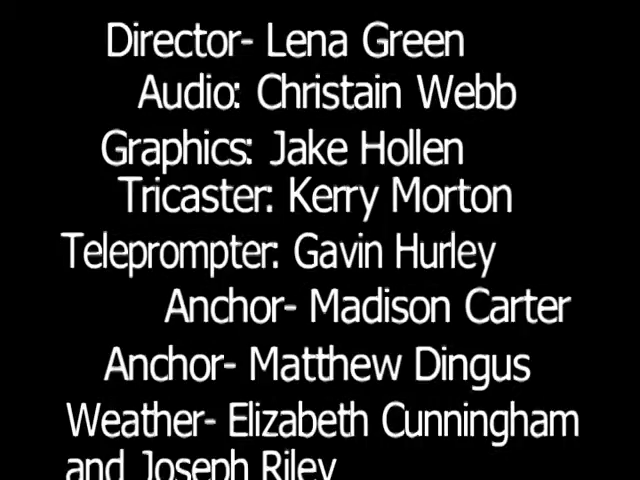 Director- Lena Green
Audio: Christain Webb
Graphics: Jake Hollen
Tricaster: Kerry Morton
Teleprompter: Gavin Hurley
Anchor- Madison Carter
Anchor- Matthew Dingus
Weather- Elizabeth Cunningham
and Joseph Riley